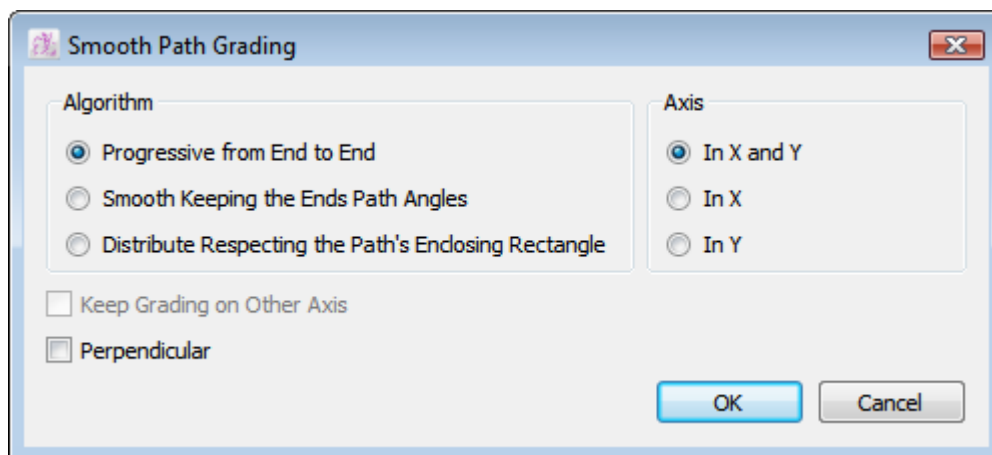 Smooth Path Grading
Algorithm
Progressive from End to End
Smooth Keeping the Ends Path Angles
Distribute Respecting the Path's Enclosing Rectangle
Axis
In X and Y
In X
In Y
Keep Grading on Other Axis
Perpendicular
OK
Cancel